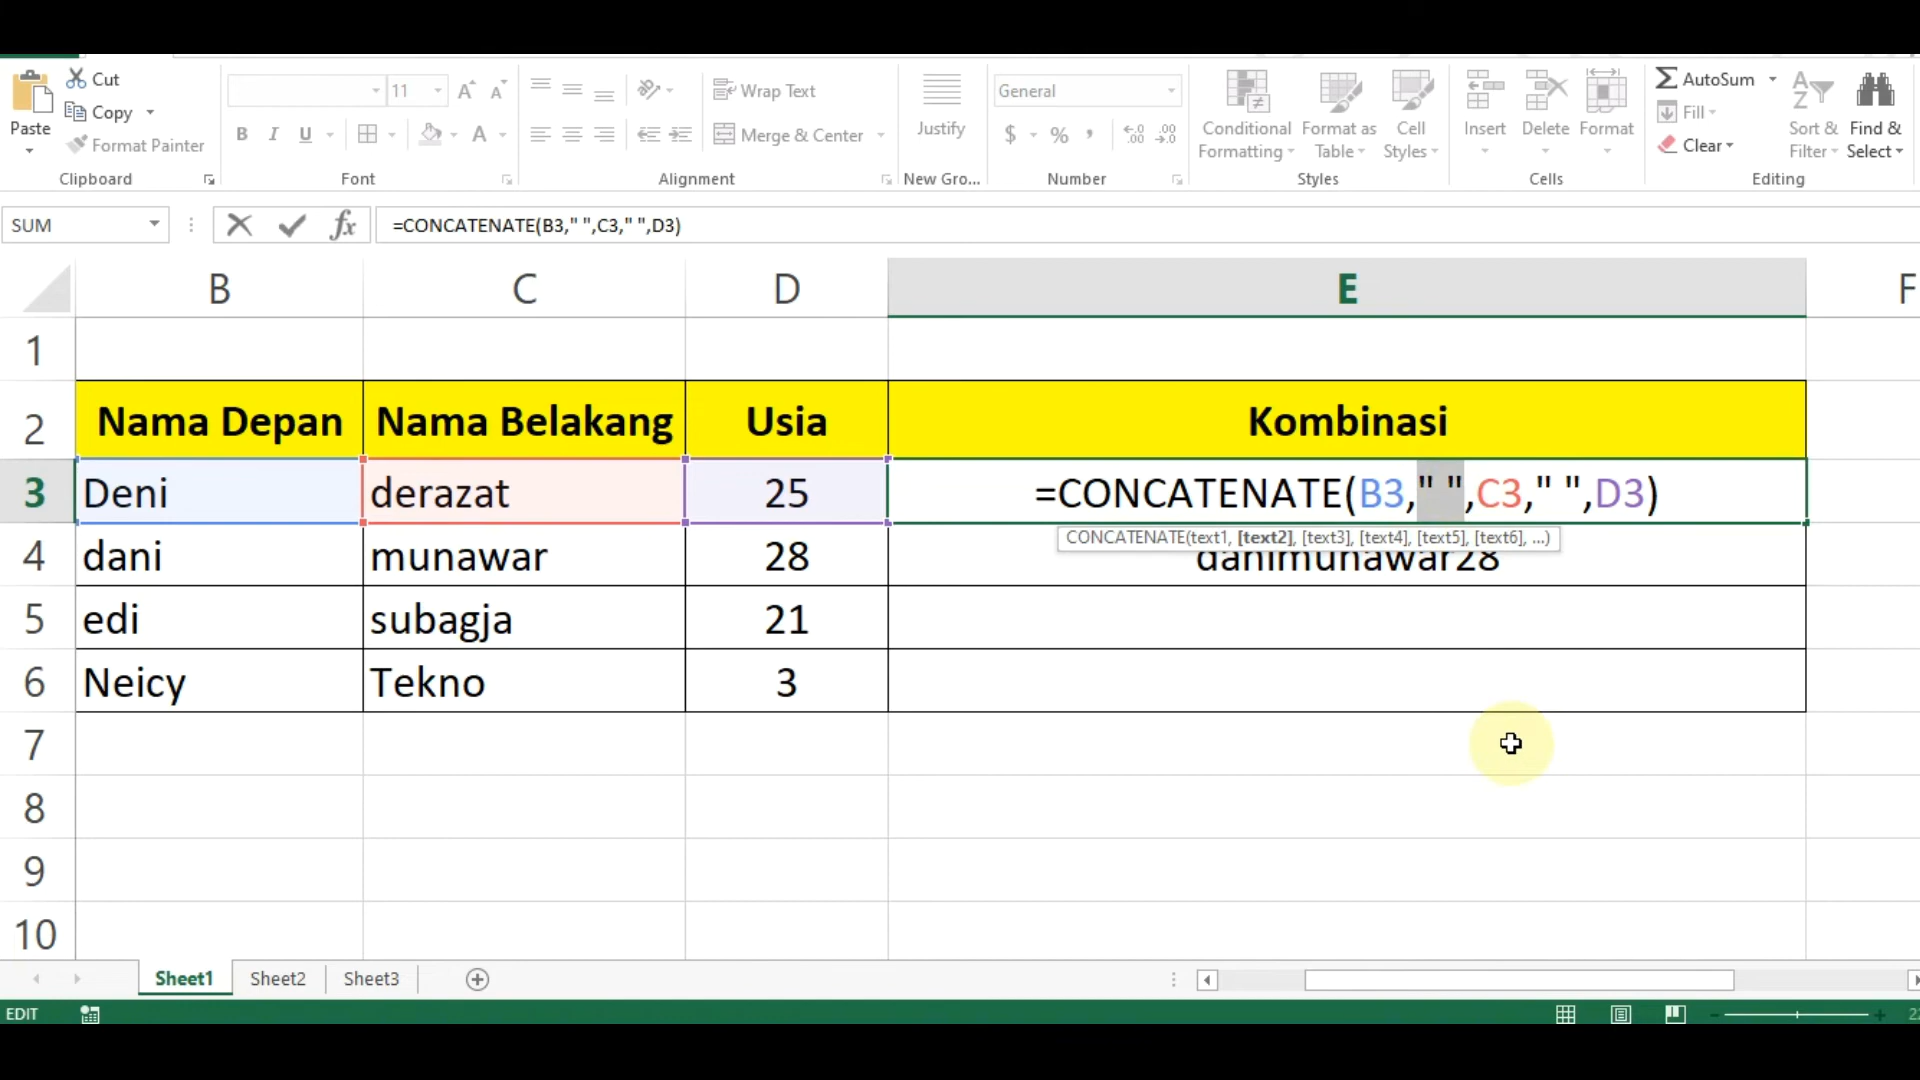 Cut
Copy
Format Painter
Paste
Clipboard
11
B I U
Font
Wrap Text
Merge & Center
Alignment
Justify
New Gro...
General
$ % ,
Number
Conditional Formatting
Format as Table
Cell Styles
Styles
Insert
Delete
Format
Cells
AutoSum
Fill
Clear
Sort & Filter
Find & Select
Editing
SUM
fx
=CONCATENATE(B3," ",C3," ",D3)
B C D E F
1
2 Nama Depan Nama Belakang Usia Kombinasi
3 Deni derazat 25 =CONCATENATE(B3," ",C3," ",D3)
CONCATENATE(text1, [text2], [text3], [text4], [text5], [text6], ...)
4 dani munawar 28 danimunawar28
5 edi subagja 21
6 Neicy Tekno 3
7
8
9
10
Sheet1 Sheet2 Sheet3
EDIT